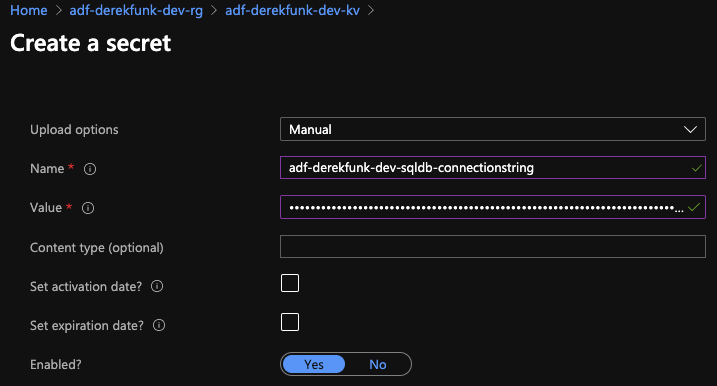 Home > adf-derekfunk-dev-rg > adf-derekfunk-dev-kv >
Create a secret
Upload options Manual
Name * adf-derekfunk-dev-sqldb-connectionstring
Value * ••••••••••••••••••••••••••••••••••••••••••••••••••••••••••••••••••••••••...
Content type (optional)
Set activation date?
Set expiration date?
Enabled? Yes No